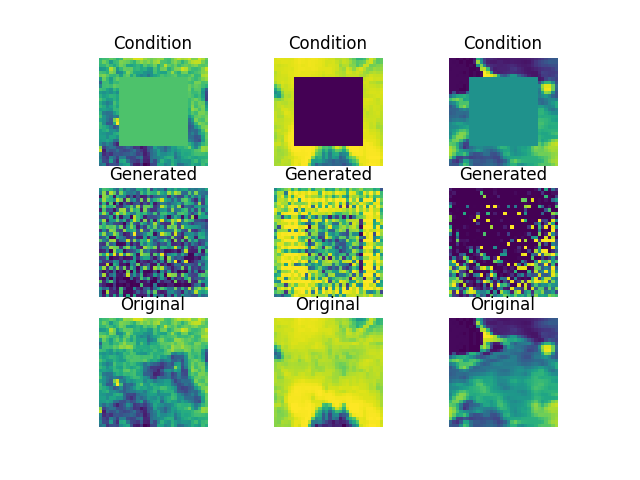 Condition Condition Condition
Generated Generated Generated
Original Original Original